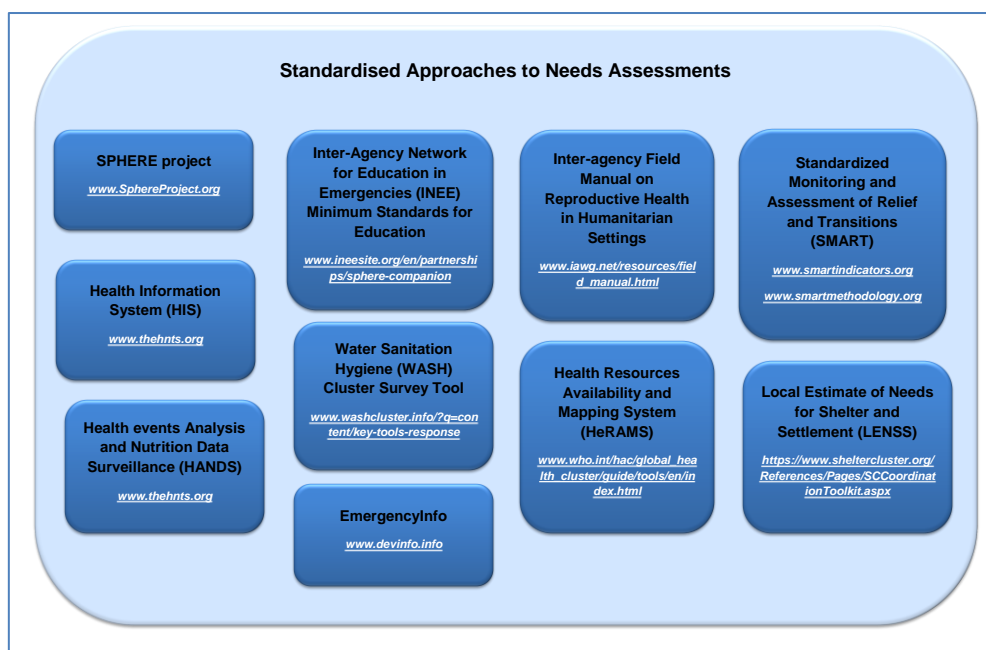 Standardised Approaches to Needs Assessments
SPHERE project
www.SphereProject.org
Health Information
System (HIS)
www.thehnts.org
Health events Analysis
and Nutrition Data
Surveillance (HANDS)
www.thehnts.org
Inter-Agency Network
for Education in
Emergencies (INEE)
Minimum Standards for
Education
www.ineesite.org/en/partnershi
ps/sphere-companion
Water Sanitation
Hygiene (WASH)
Cluster Survey Tool
www.washcluster.info/?q=con
tent/key-tools-response
EmergencyInfo
www.devinfo.info
Inter-agency Field
Manual on
Reproductive Health
in Humanitarian
Settings
www.iawg.net/resources/fiel
d_manual.html
Health Resources
Availability and
Mapping System
(HeRAMS)
www.who.int/hac/global_hea
lth_cluster/guide/tools/en/in
dex.html
Standardized
Monitoring and
Assessment of Relief
and Transitions
(SMART)
www.smartindicators.org
www.smartmethodology.org
Local Estimate of Needs
for Shelter and
Settlement (LENSS)
https://www.sheltercluster.org/
References/Pages/SCCoordinat
ionToolkit.aspx